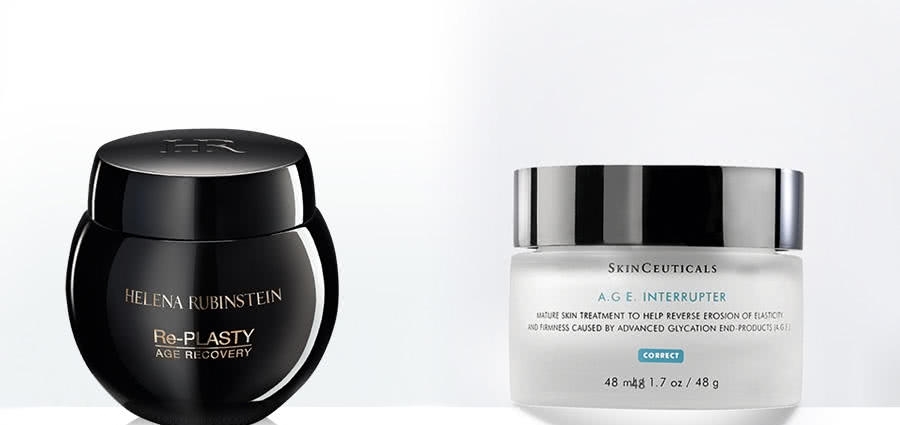 HR
HELENA RUBINSTEIN
Re-PLASTY
AGE RECOVERY
SKINCEUTICALS
A.G E. INTERRUPTER
MATURE SKIN TREATMENT TO HELP REVERSE EROSION OF ELASTICITY
AND FIRMNESS CAUSED BY ADVANCED GLYCATION END-PRODUCTS (A.G.E.)
CORRECT
1.7 oz / 48 g